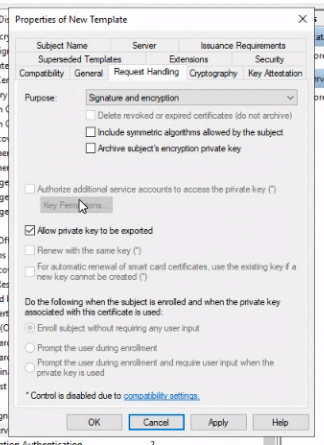 Properties of New Template
Subject Name
Server
Issuance Requirements
Superseded Templates
Extensions
Security
Compatibility
General
Request Handling
Cryptography
Key Attestation
Purpose:
Signature and encryption
Delete revoked or expired certificates (do not archive)
Include symmetric algorithms allowed by the subject
Archive subject's encryption private key
Authorize additional service accounts to access the private key (*)
Key Permissions...
Allow private key to be exported
Renew with the same key (*)
For automatic renewal of smart card certificates, use the existing key if a
new key cannot be created (*)
Do the following when the subject is enrolled and when the private key
associated with this certificate is used:
Enroll subject without requiring any user input
Prompt the user during enrollment
Prompt the user during enrollment and require user input when the
private key is used
* Control is disabled due to compatibility settings.
OK
Cancel
Apply
Help
Authentication
2